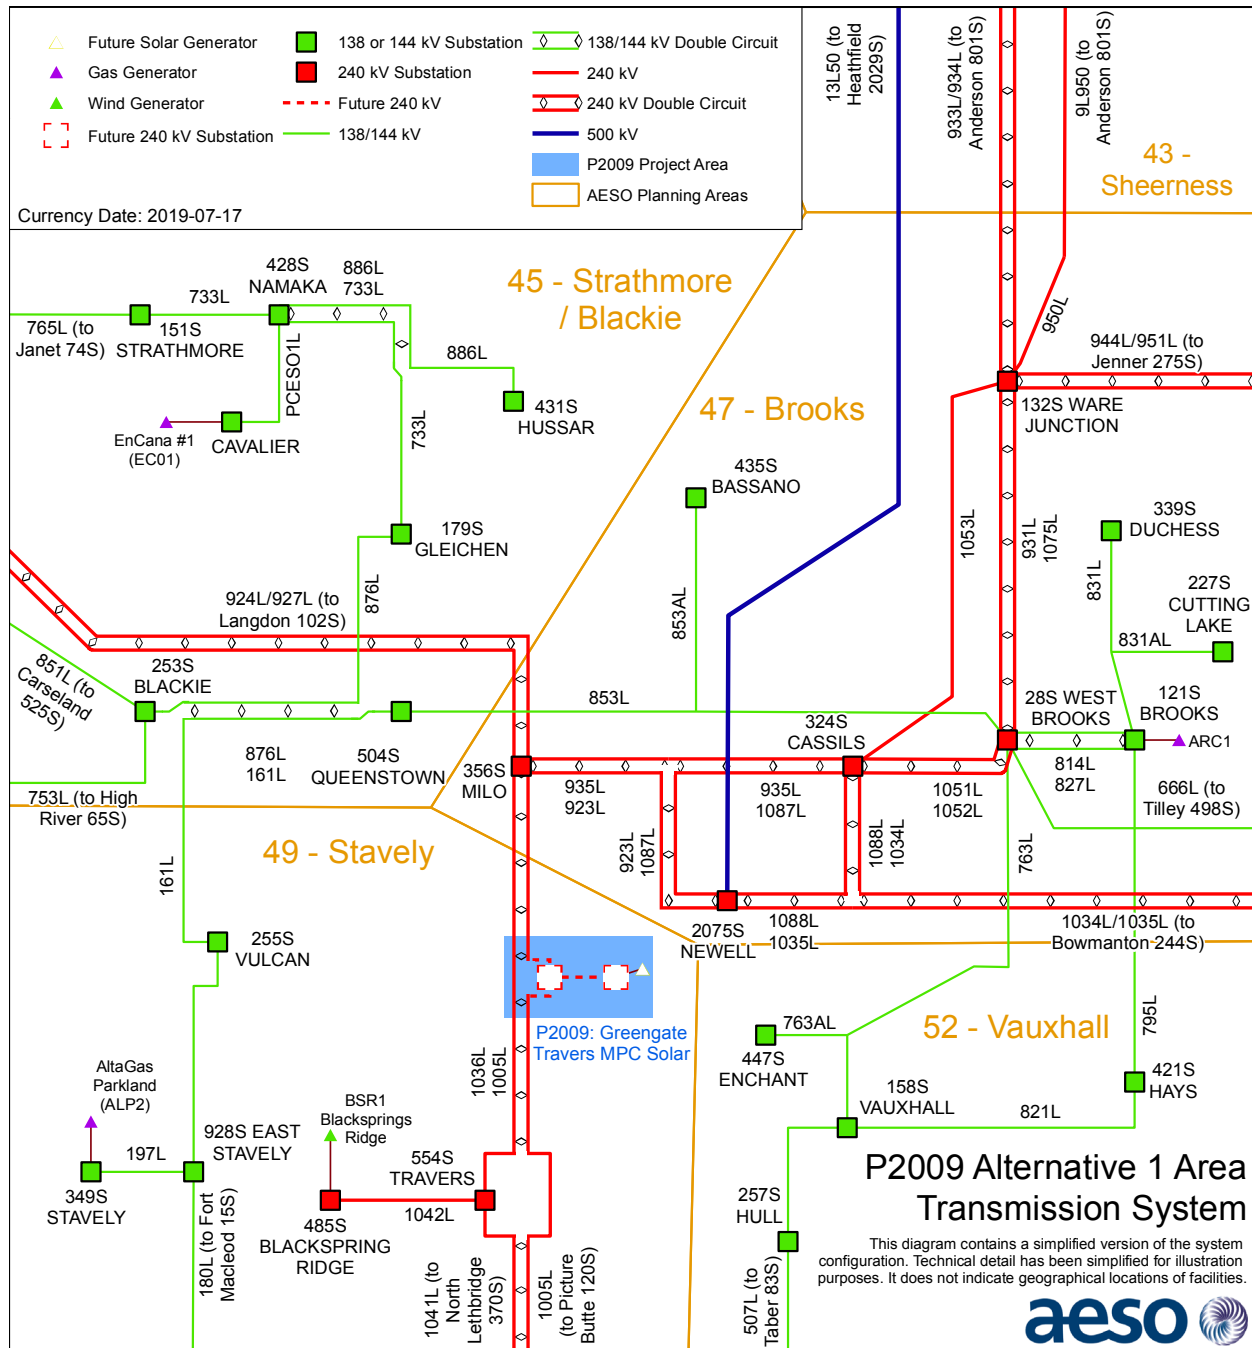 Future Solar Generator
Gas Generator
Wind Generator
Future 240 kV Substation
138 or 144 kV Substation
240 kV Substation
Future 240 kV
138/144 kV
138/144 kV Double Circuit
240 kV
240 kV Double Circuit
500 kV
P2009 Project Area
AESO Planning Areas
Currency Date: 2019-07-17
13L50 (to
Heathfield
2029S)
933L/934L (to
Anderson 801S)
9L950 (to
Anderson 801S)
43 -
Sheerness
45 - Strathmore
/ Blackie
428S
NAMAKA
886L
733L
733L
765L (to
Janet 74S)
151S
STRATHMORE
PCESO1L
886L
431S
HUSSAR
EnCana #1
(EC01)
CAVALIER
733L
179S
GLEICHEN
876L
950L
944L/951L (to
Jenner 275S)
132S WARE
JUNCTION
47 - Brooks
435S
BASSANO
1053L
931L
1075L
339S
DUCHESS
831L
227S
CUTTING
LAKE
831AL
924L/927L (to
Langdon 102S)
853AL
851L (to
Carseland
525S)
253S
BLACKIE
853L
28S WEST
BROOKS
121S
BROOKS
ARC1
324S
CASSILS
876L
161L
504S
QUEENSTOWN
356S
MILO
935L
923L
935L
1087L
1051L
1052L
814L
827L
666L (to
Tilley 498S)
753L (to High
River 65S)
49 - Stavely
161L
923L
1087L
1088L
1034L
763L
255S
VULCAN
2075S
NEWELL
1088L
1035L
1034L/1035L (to
Bowmanton 244S)
P2009: Greengate
Travers MPC Solar
763AL
447S
ENCHANT
52 - Vauxhall
795L
421S
HAYS
158S
VAUXHALL
821L
1036L
1005L
AltaGas
Parkland
(ALP2)
BSR1
Blacksprings
Ridge
197L
928S EAST
STAVELY
349S
STAVELY
554S
TRAVERS
1042L
485S
BLACKSPRING
RIDGE
180L (to Fort
Macleod 15S)
1041L (to
North
Lethbridge
370S)
1005L
(to Picture
Butte 120S)
257S
HULL
507L (to
Taber 83S)
P2009 Alternative 1 Area
Transmission System
This diagram contains a simplified version of the system
configuration. Technical detail has been simplified for illustration
purposes. It does not indicate geographical locations of facilities.
aeso